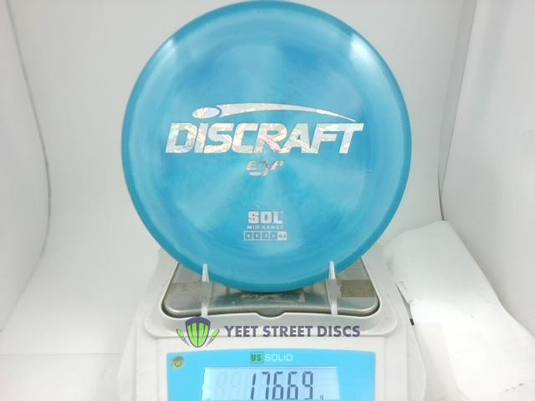 DISCRAFT
ESP
SOL
MID RANGE
YEET STREET DISCS
US SOLID
176.69 g